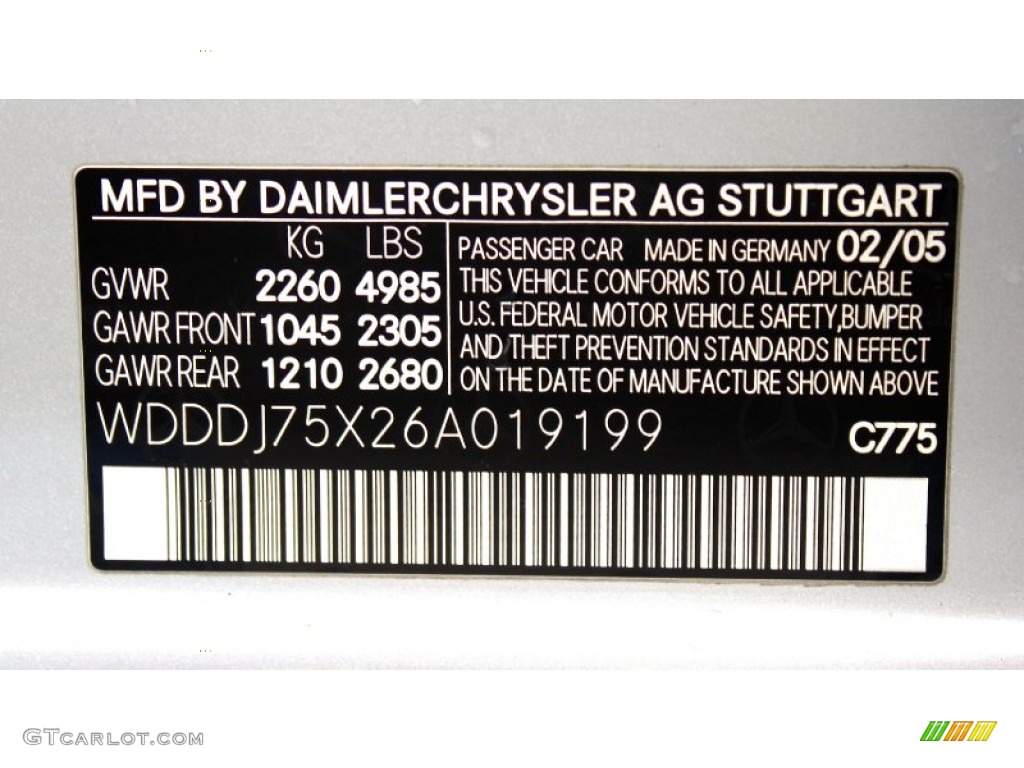 MFD BY DAIMLERCHRYSLER AG STUTTGART
KG LBS
GVWR 2260 4985
GAWR FRONT 1045 2305
GAWR REAR 1210 2680
PASSENGER CAR MADE IN GERMANY 02/05
THIS VEHICLE CONFORMS TO ALL APPLICABLE
U.S. FEDERAL MOTOR VEHICLE SAFETY,BUMPER
AND THEFT PREVENTION STANDARDS IN EFFECT
ON THE DATE OF MANUFACTURE SHOWN ABOVE
WDDDJ75X26A019199
C775
GTCARLOT.COM